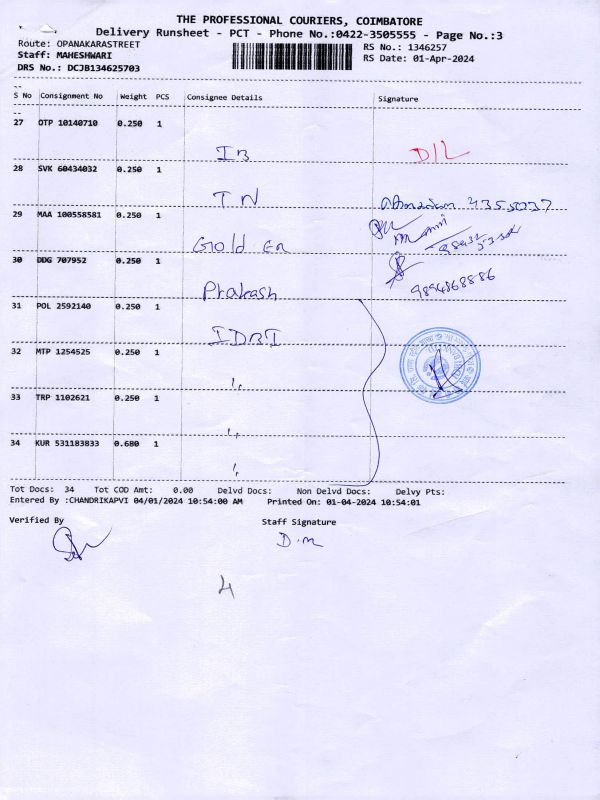 THE PROFESSIONAL COURIERS, COIMBATORE
Delivery Runsheet - PCT - Phone No.:0422-3505555 - Page No.:3
Route: OPANAKARASTREET RS No.: 1346257
Staff: MAHESHWARI RS Date: 01-Apr-2024
DRS No.: DCJB134625703
S No Consignment No Weight PCS Consignee Details Signature
27 OTP 10140710 0.250 1
IB D/L
28 SVK 60434032 0.250 1
TN 4355037
29 MAA 100558581 0.250 1
Gold en
30 DDG 707952 0.250 1
Prakash 9894868886
31 POL 2592140 0.250 1
IDBI
32 MTP 1254525 0.250 1
"
33 TRP 1102621 0.250 1
"
34 KUR 531183833 0.680 1
"
Tot Docs: 34 Tot COD Amt: 0.00 Delvd Docs: Non Delvd Docs: Delvy Pts:
Entered By :CHANDRIKAPVI 04/01/2024 10:54:00 AM Printed On: 01-04-2024 10:54:01
Verified By Staff Signature
D.M
4